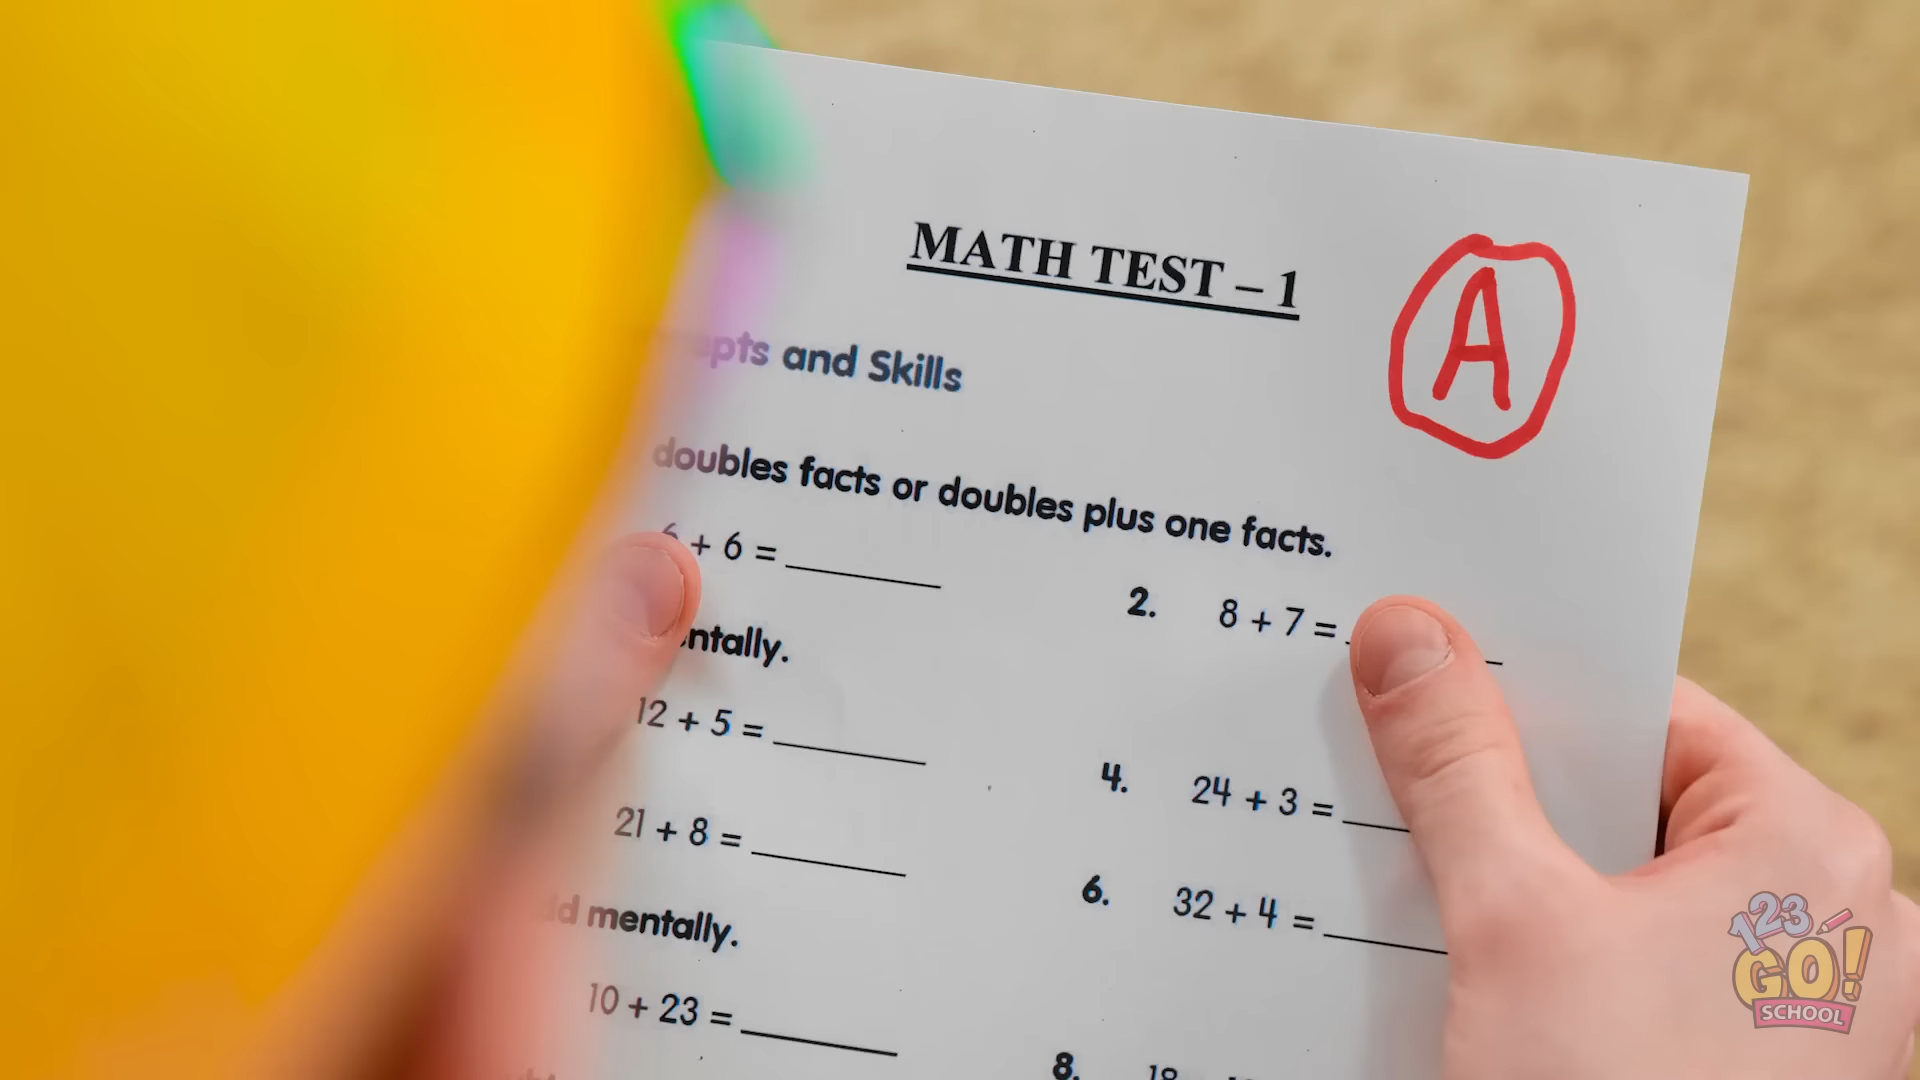 MATH TEST – 1
A
and Skills
doubles facts or doubles plus one facts.
6 + 6 =
2. 8 + 7 =
12 + 5 =
4. 24 + 3 =
21 + 8 =
6. 32 + 4 =
mentally.
10 + 23 =
8.
123
GO!
SCHOOL